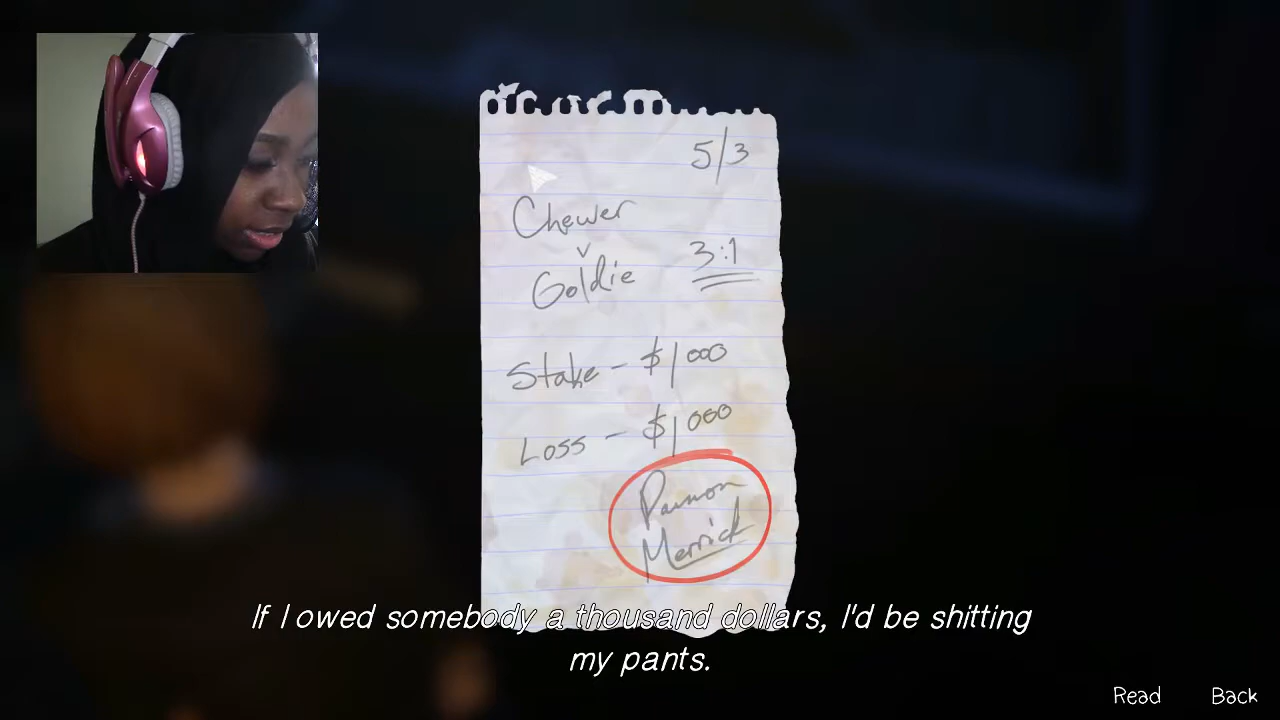 5/3
Chewer
v
Goldie 3:1
Stake - $1000
Loss - $1000
Damon
Merrick
If I owed somebody a thousand dollars, I'd be shitting
my pants.
Read Back